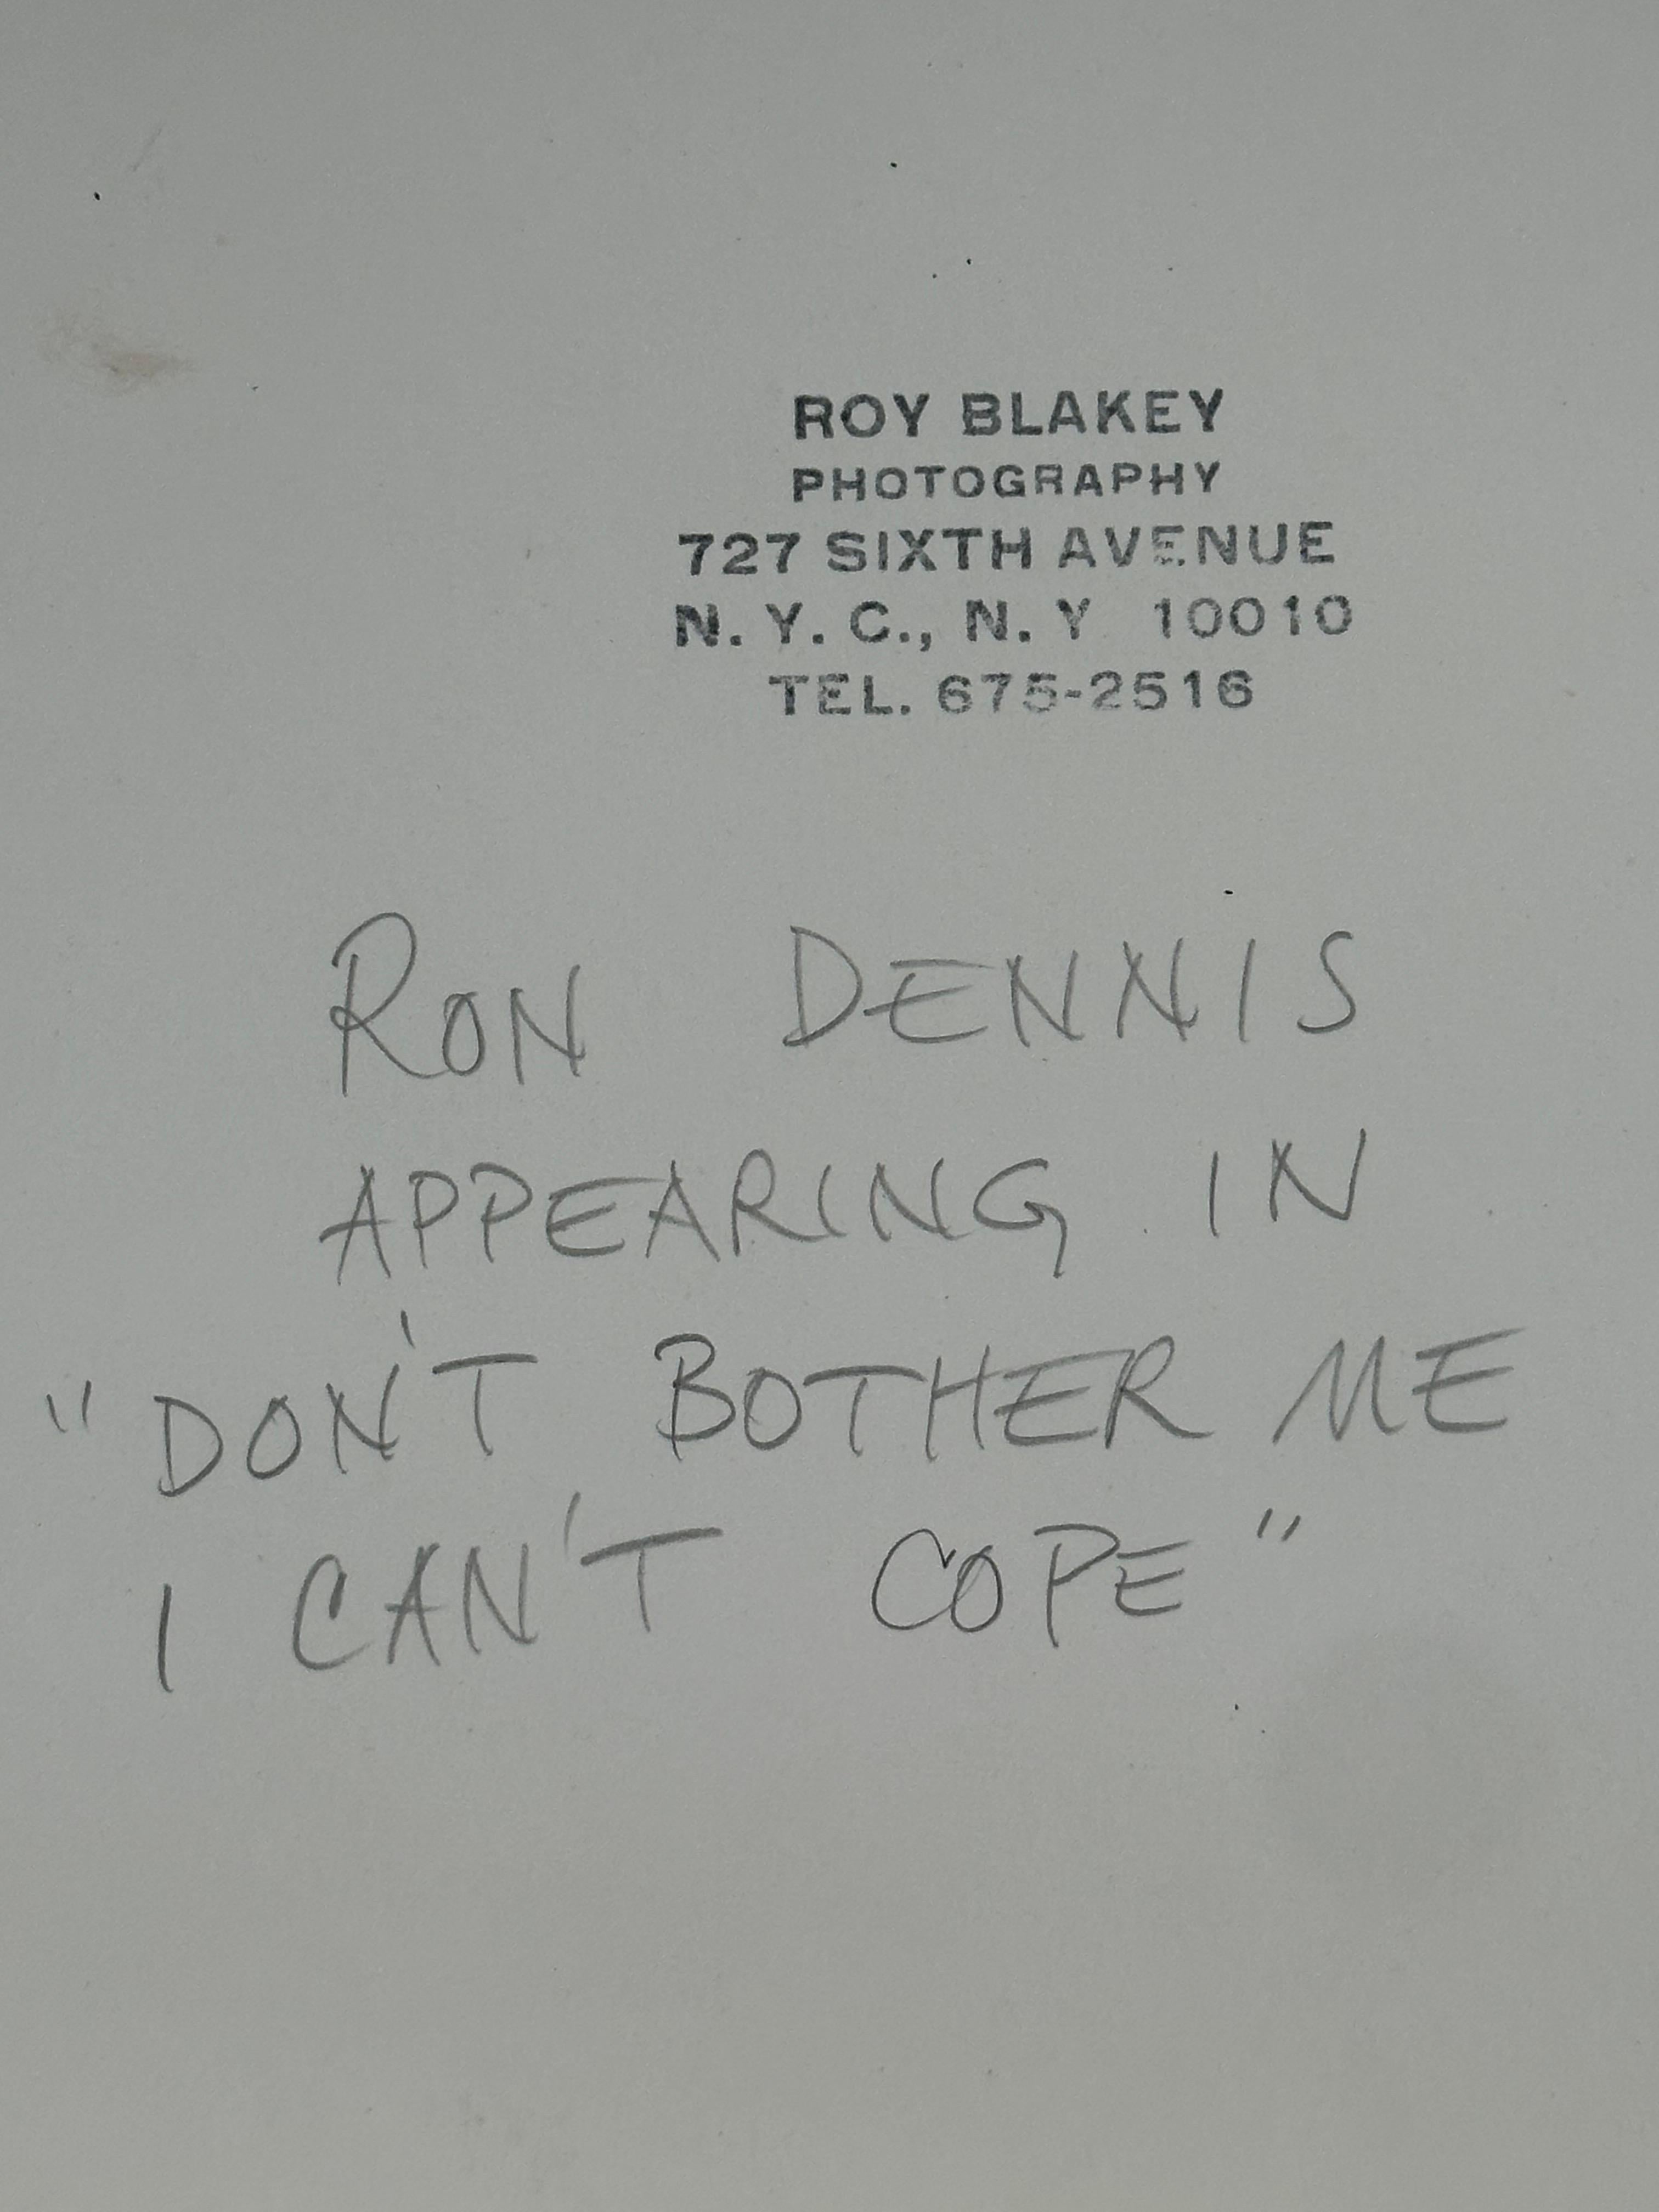 ROY BLAKEY
PHOTOGRAPHY
727 SIXTH AVENUE
N. Y. C., N. Y 10010
TEL. 675-2516
RON DENNIS
APPEARING IN
"DON'T BOTHER ME
I CAN'T COPE"